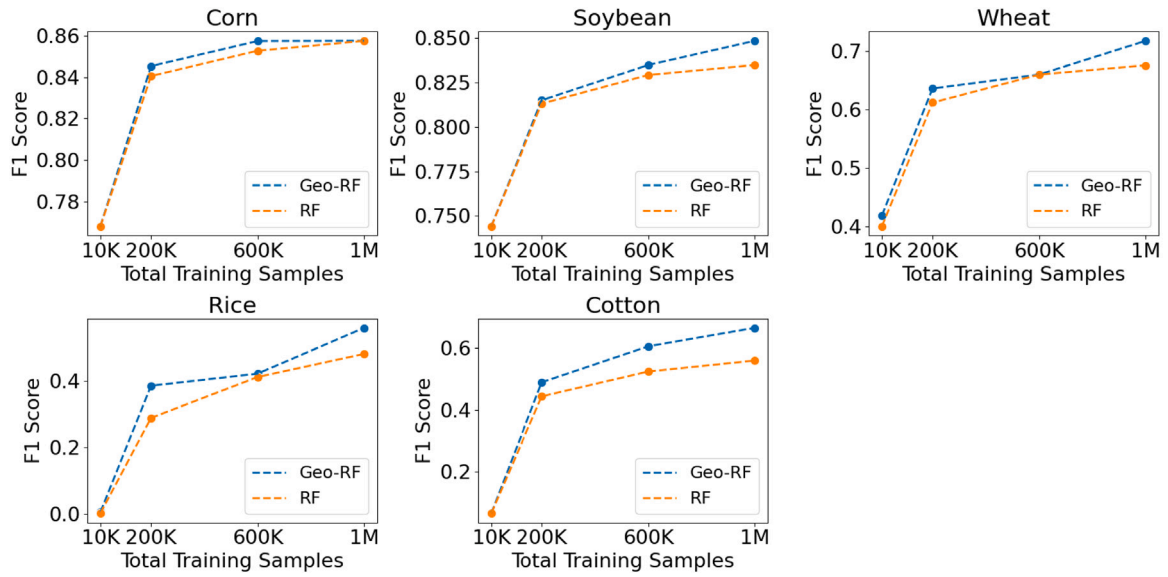 Corn
F1 Score
0.86
0.84
0.82
0.80
0.78
Geo-RF
RF
10K 200K 600K 1M
Total Training Samples
Soybean
F1 Score
0.850
0.825
0.800
0.775
0.750
Geo-RF
RF
10K 200K 600K 1M
Total Training Samples
Wheat
F1 Score
0.7
0.6
0.5
0.4
Geo-RF
RF
10K 200K 600K 1M
Total Training Samples
Rice
F1 Score
0.4
0.2
0.0
Geo-RF
RF
10K 200K 600K 1M
Total Training Samples
Cotton
F1 Score
0.6
0.4
0.2
Geo-RF
RF
10K 200K 600K 1M
Total Training Samples